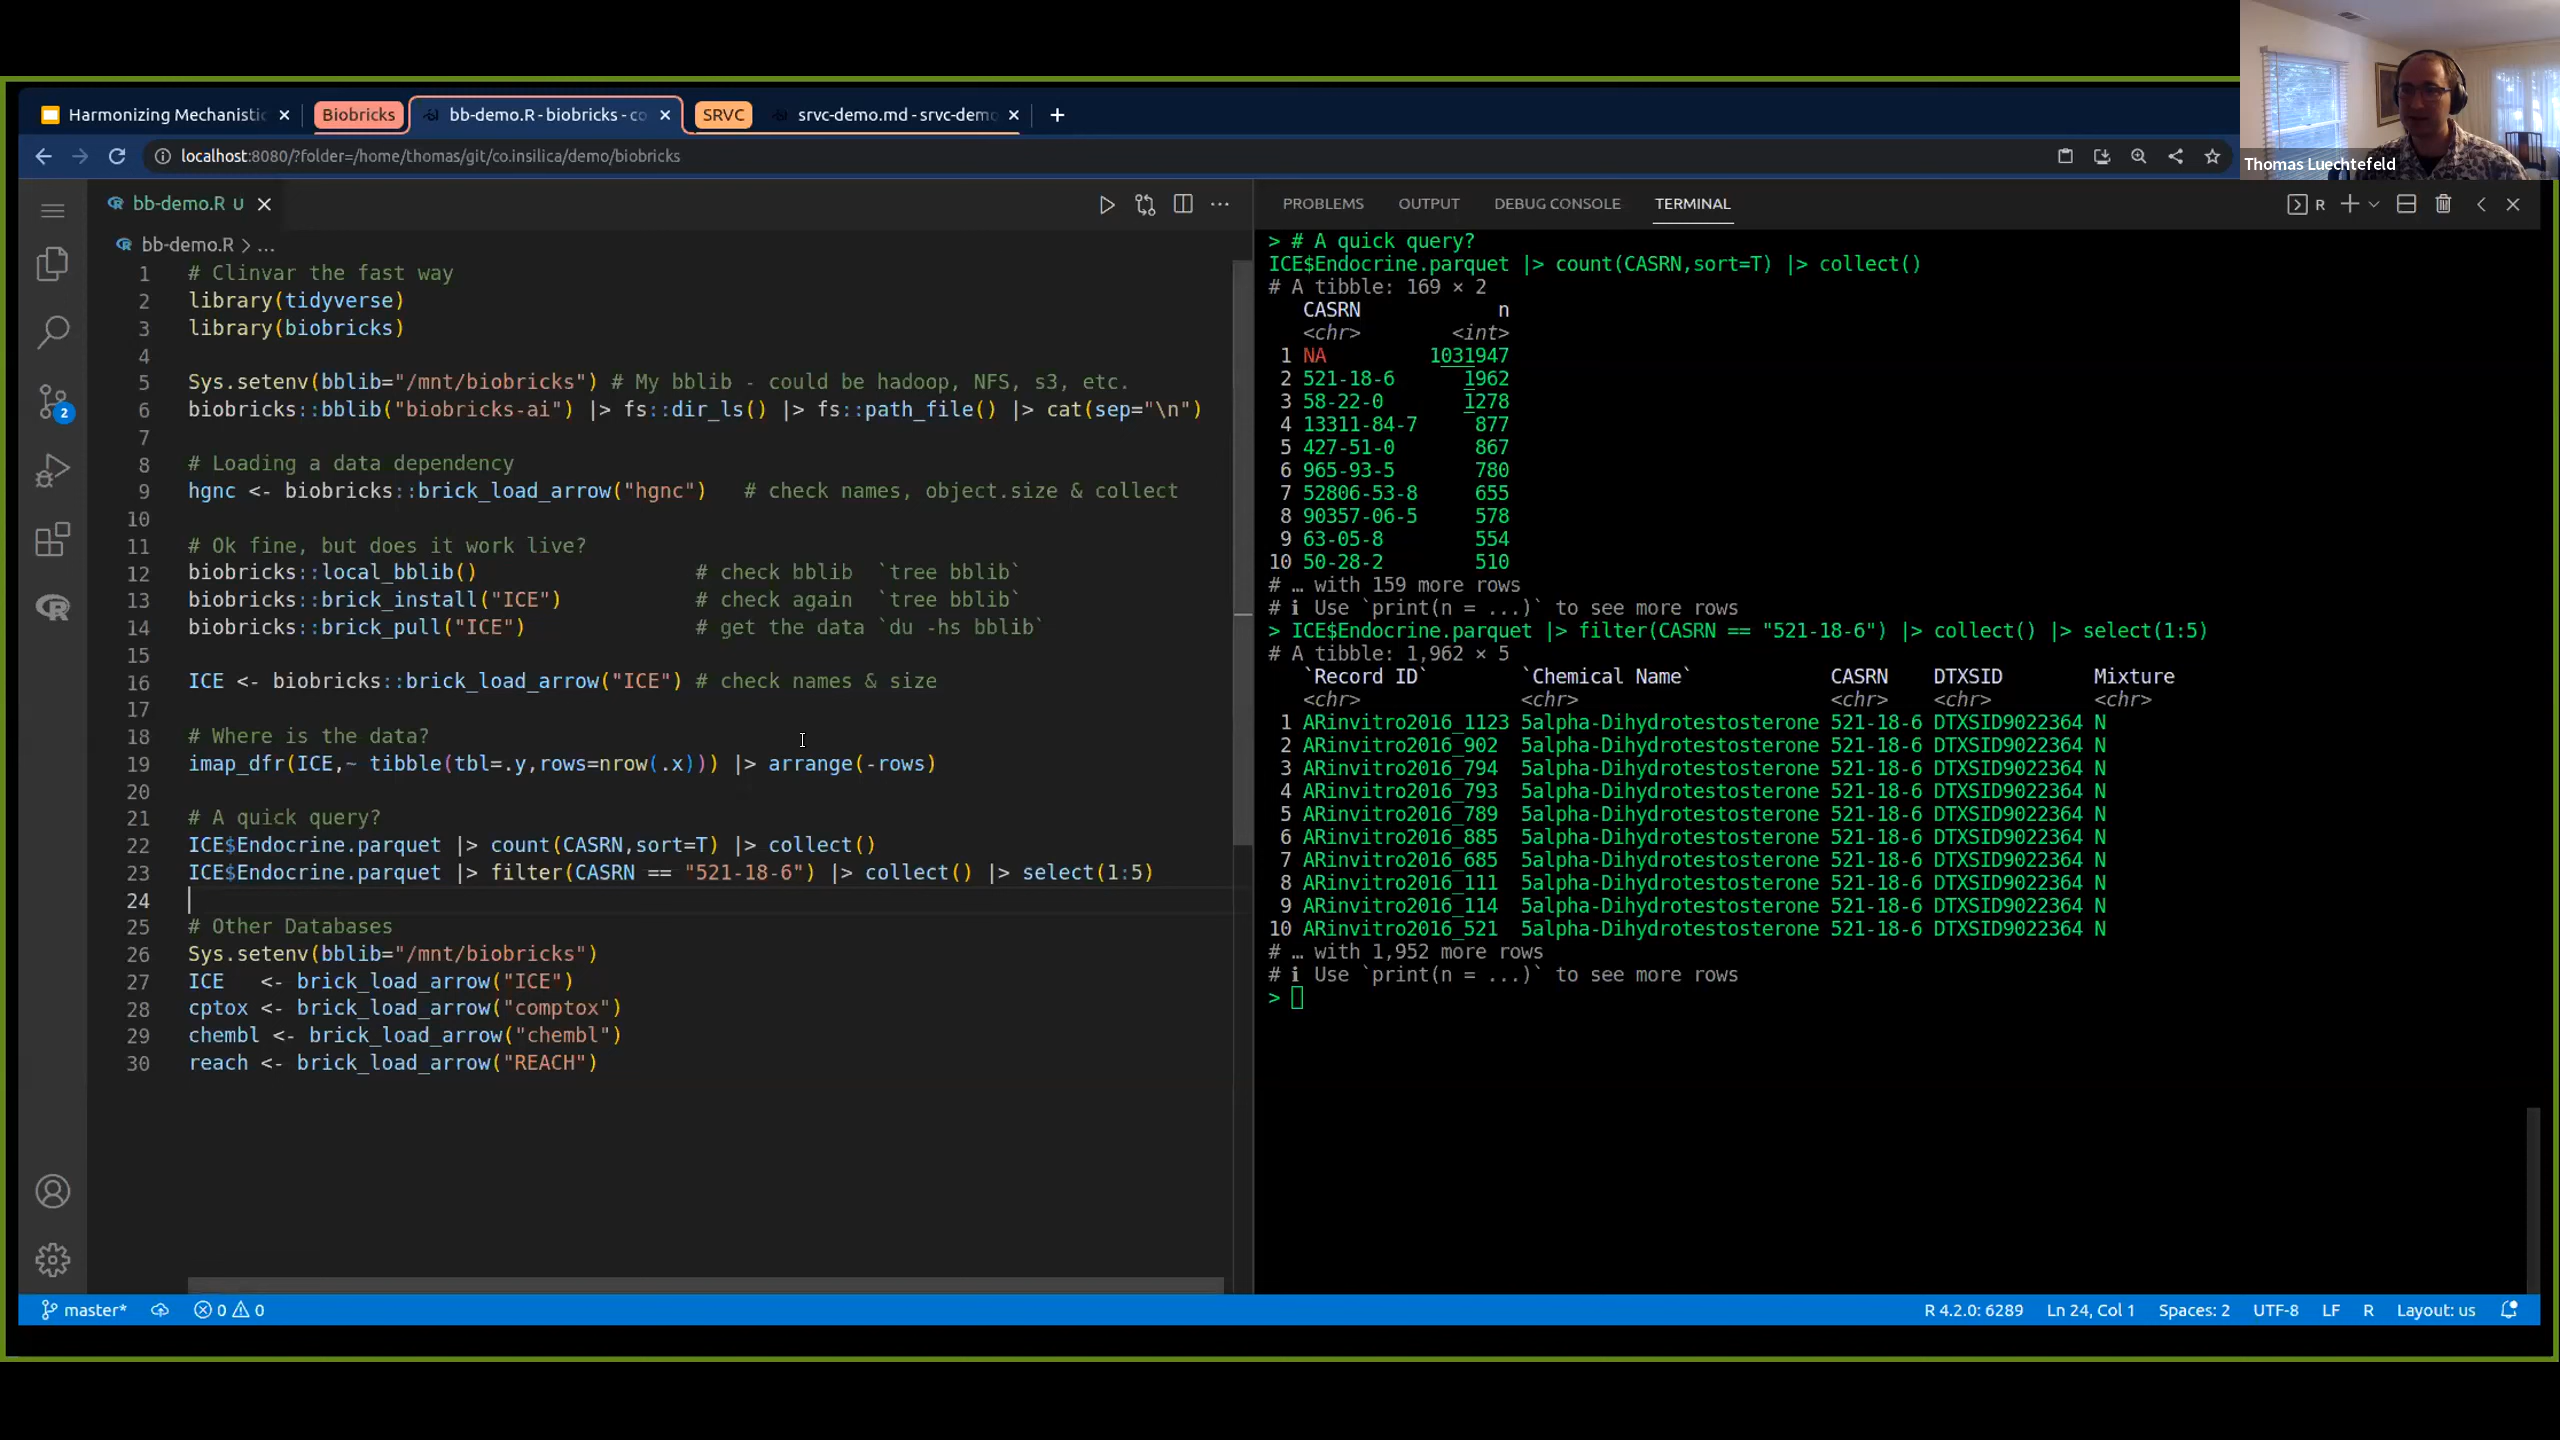 Harmonizing Mechanistic
Biobricks
bb-demo.R - biobricks - co
SRVC
srvc-demo.md - srvc-demo
localhost:8080/?folder=/home/thomas/git/co.insilica/demo/biobricks
Thomas Luechtefeld
bb-demo.R U
bb-demo.R > ...
1 # Clinvar the fast way
2 library(tidyverse)
3 library(biobricks)
4
5 Sys.setenv(bblib="/mnt/biobricks") # My bblib - could be hadoop, NFS, s3, etc.
6 biobricks::bblib("biobricks-ai") |> fs::dir_ls() |> fs::path_file() |> cat(sep="\n")
7
8 # Loading a data dependency
9 hgnc <- biobricks::brick_load_arrow("hgnc") # check names, object.size & collect
10
11 # Ok fine, but does it work live?
12 biobricks::local_bblib() # check bblib `tree bblib`
13 biobricks::brick_install("ICE") # check again `tree bblib`
14 biobricks::brick_pull("ICE") # get the data `du -hs bblib`
15
16 ICE <- biobricks::brick_load_arrow("ICE") # check names & size
17
18 # Where is the data?
19 imap_dfr(ICE,~ tibble(tbl=.y,rows=nrow(.x))) |> arrange(-rows)
20
21 # A quick query?
22 ICE$Endocrine.parquet |> count(CASRN,sort=T) |> collect()
23 ICE$Endocrine.parquet |> filter(CASRN == "521-18-6") |> collect() |> select(1:5)
24
25 # Other Databases
26 Sys.setenv(bblib="/mnt/biobricks")
27 ICE <- brick_load_arrow("ICE")
28 cptox <- brick_load_arrow("comptox")
29 chembl <- brick_load_arrow("chembl")
30 reach <- brick_load_arrow("REACH")
2
PROBLEMS OUTPUT DEBUG CONSOLE TERMINAL
R
> # A quick query?
ICE$Endocrine.parquet |> count(CASRN,sort=T) |> collect()
# A tibble: 169 × 2
CASRN n
<chr> <int>
1 NA 1031947
2 521-18-6 1962
3 58-22-0 1278
4 13311-84-7 877
5 427-51-0 867
6 965-93-5 780
7 52806-53-8 655
8 90357-06-5 578
9 63-05-8 554
10 50-28-2 510
# … with 159 more rows
# ℹ Use `print(n = ...)` to see more rows
> ICE$Endocrine.parquet |> filter(CASRN == "521-18-6") |> collect() |> select(1:5)
# A tibble: 1,962 × 5
`Record ID` `Chemical Name` CASRN DTXSID Mixture
<chr> <chr> <chr> <chr> <chr>
1 ARinvitro2016_1123 5alpha-Dihydrotestosterone 521-18-6 DTXSID9022364 N
2 ARinvitro2016_902 5alpha-Dihydrotestosterone 521-18-6 DTXSID9022364 N
3 ARinvitro2016_794 5alpha-Dihydrotestosterone 521-18-6 DTXSID9022364 N
4 ARinvitro2016_793 5alpha-Dihydrotestosterone 521-18-6 DTXSID9022364 N
5 ARinvitro2016_789 5alpha-Dihydrotestosterone 521-18-6 DTXSID9022364 N
6 ARinvitro2016_885 5alpha-Dihydrotestosterone 521-18-6 DTXSID9022364 N
7 ARinvitro2016_685 5alpha-Dihydrotestosterone 521-18-6 DTXSID9022364 N
8 ARinvitro2016_111 5alpha-Dihydrotestosterone 521-18-6 DTXSID9022364 N
9 ARinvitro2016_114 5alpha-Dihydrotestosterone 521-18-6 DTXSID9022364 N
10 ARinvitro2016_521 5alpha-Dihydrotestosterone 521-18-6 DTXSID9022364 N
# … with 1,952 more rows
# ℹ Use `print(n = ...)` to see more rows
>
master* 0 0 R 4.2.0: 6289 Ln 24, Col 1 Spaces: 2 UTF-8 LF R Layout: us